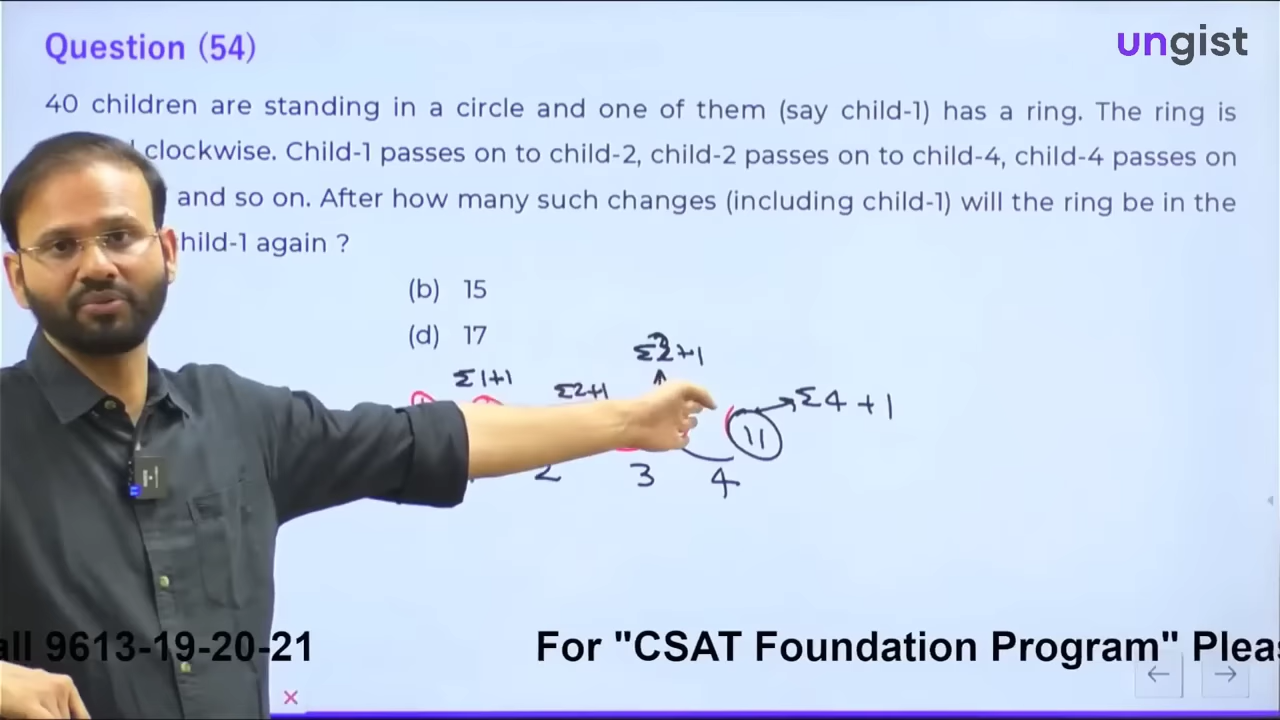 Question (54)
ungist
40 children are standing in a circle and one of them (say child-1) has a ring. The ring is
clockwise. Child-1 passes on to child-2, child-2 passes on to child-4, child-4 passes on
and so on. After how many such changes (including child-1) will the ring be in the
hild-1 again ?
(b) 15
(d) 17
Σ1+1
Σ2+1
Σ3+1
Σ4+1
11
2
3
4
all 9613-19-20-21
For "CSAT Foundation Program" Pleas